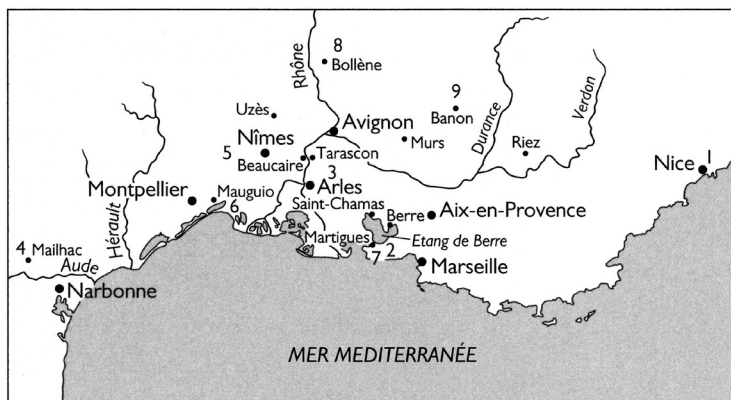 8
Bollène
Rhône
9
Banon
Uzès
Avignon
Durance
Verdon
Nîmes
5
Murs
Riez
Beaucaire
Tarascon
3
Arles
Nice
1
Montpellier
Mauguio
6
Saint-Chamas
Berre
Aix-en-Provence
Hérault
Martigues
Etang de Berre
7
2
4
Mailhac
Aude
Marseille
Narbonne
MER MEDITERRANÉE